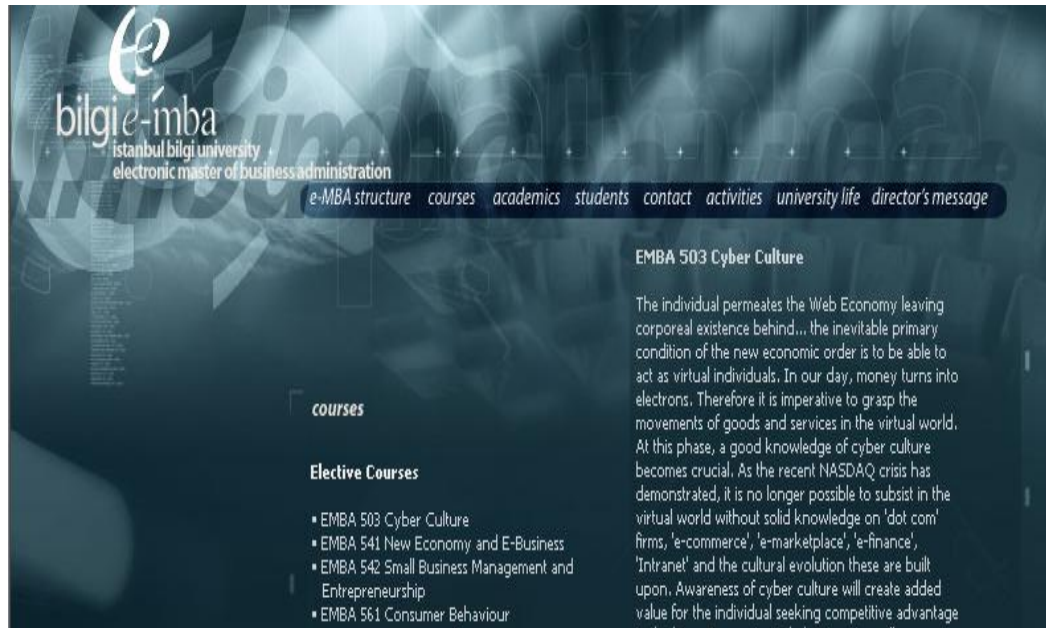 bilgi e-mba
istanbul bilgi university
electronic master of business administration
e-MBA structure courses academics students contact activities university life director's message
courses
Elective Courses
▪ EMBA 503 Cyber Culture
▪ EMBA 541 New Economy and E-Business
▪ EMBA 542 Small Business Management and
Entrepreneurship
▪ EMBA 561 Consumer Behaviour
EMBA 503 Cyber Culture
The individual permeates the Web Economy leaving
corporeal existence behind... the inevitable primary
condition of the new economic order is to be able to
act as virtual individuals. In our day, money turns into
electrons. Therefore it is imperative to grasp the
movements of goods and services in the virtual world.
At this phase, a good knowledge of cyber culture
becomes crucial. As the recent NASDAQ crisis has
demonstrated, it is no longer possible to subsist in the
virtual world without solid knowledge on 'dot com'
firms, 'e-commerce', 'e-marketplace', 'e-finance',
'Intranet' and the cultural evolution these are built
upon. Awareness of cyber culture will create added
value for the individual seeking competitive advantage